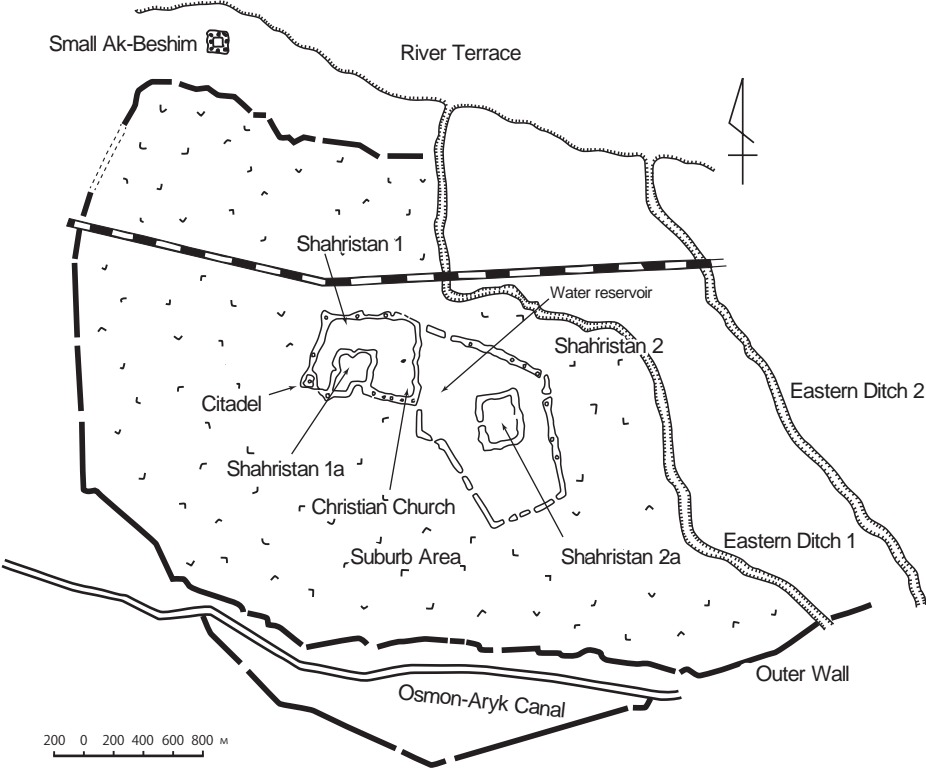 Small Ak-Beshim
River Terrace
Shahristan 1
Water reservoir
Shahristan 2
Eastern Ditch 2
Citadel
Shahristan 1a
Christian Church
Eastern Ditch 1
Suburb Area
Shahristan 2a
Outer Wall
Osmon-Aryk Canal
200 0 200 400 600 800 м